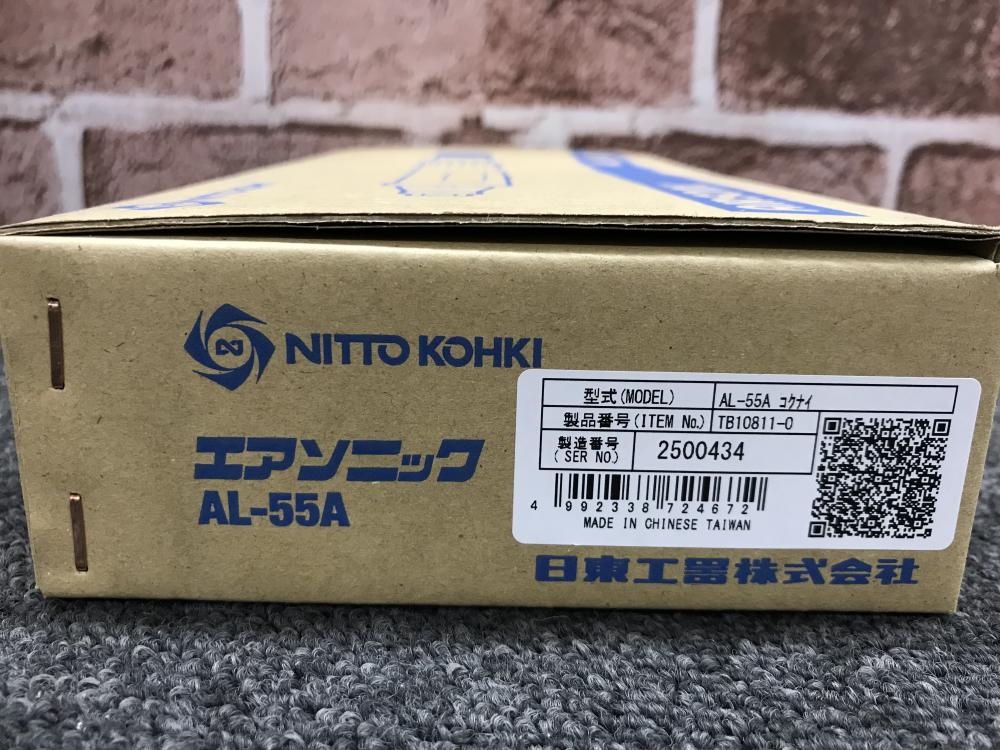 NITTO KOHKI
エアソニック
AL-55A
型式(MODEL) AL-55A コクナイ
製品番号(ITEM No.) TB10811-0
製造番号(SER NO.) 2500434
4 992338 724672
MADE IN CHINESE TAIWAN
日東工器株式会社